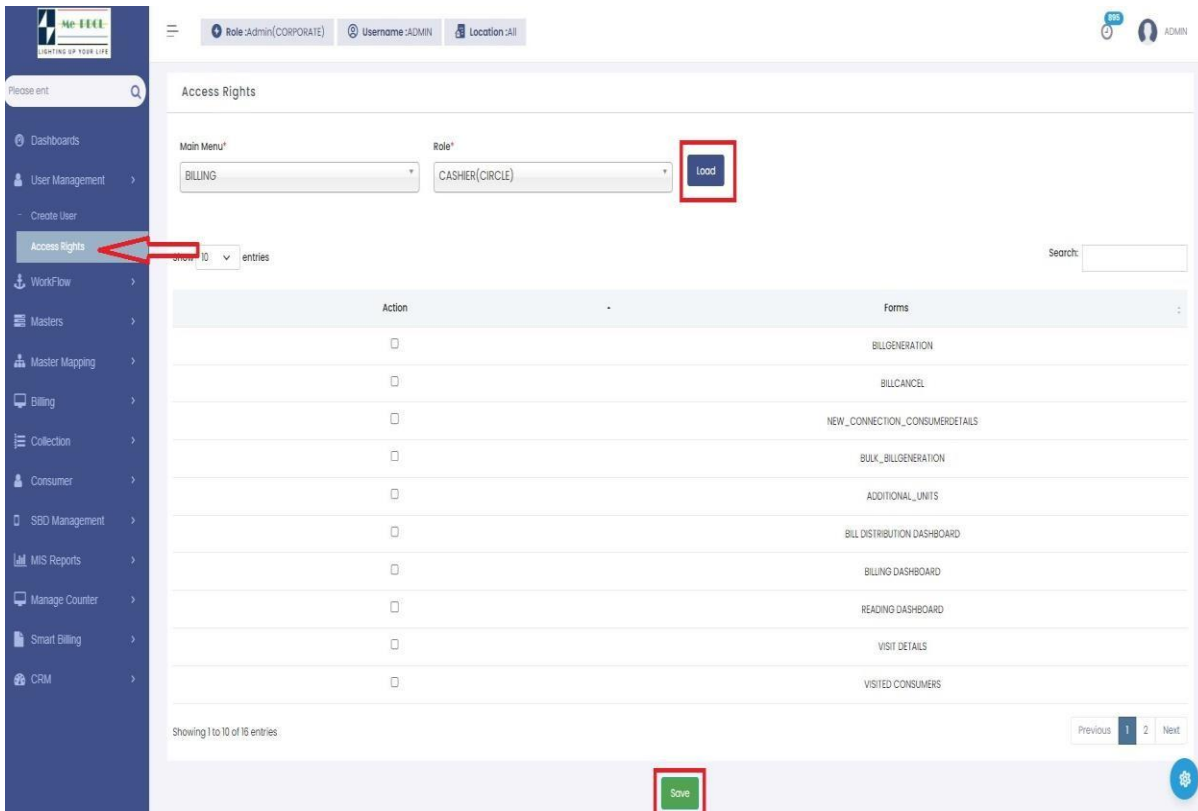 Me PDCL
LIGHTING UP YOUR LIFE
Role :Admin(CORPORATE) Username :ADMIN Location :All
895
ADMIN
Please ent
Dashboards
User Management
Create User
Access Rights
WorkFlow
Masters
Master Mapping
Billing
Collection
Consumer
SBD Management
MIS Reports
Manage Counter
Smart Billing
CRM
Access Rights
Main Menu* Role*
BILLING CASHIER(CIRCLE) Load
Show 10 entries Search:
Action Forms
BILLGENERATION
BILLCANCEL
NEW_CONNECTION_CONSUMERDETAILS
BULK_BILLGENERATION
ADDITIONAL_UNITS
BILL DISTRIBUTION DASHBOARD
BILLING DASHBOARD
READING DASHBOARD
VISIT DETAILS
VISITED CONSUMERS
Showing 1 to 10 of 16 entries Previous 1 2 Next
Save